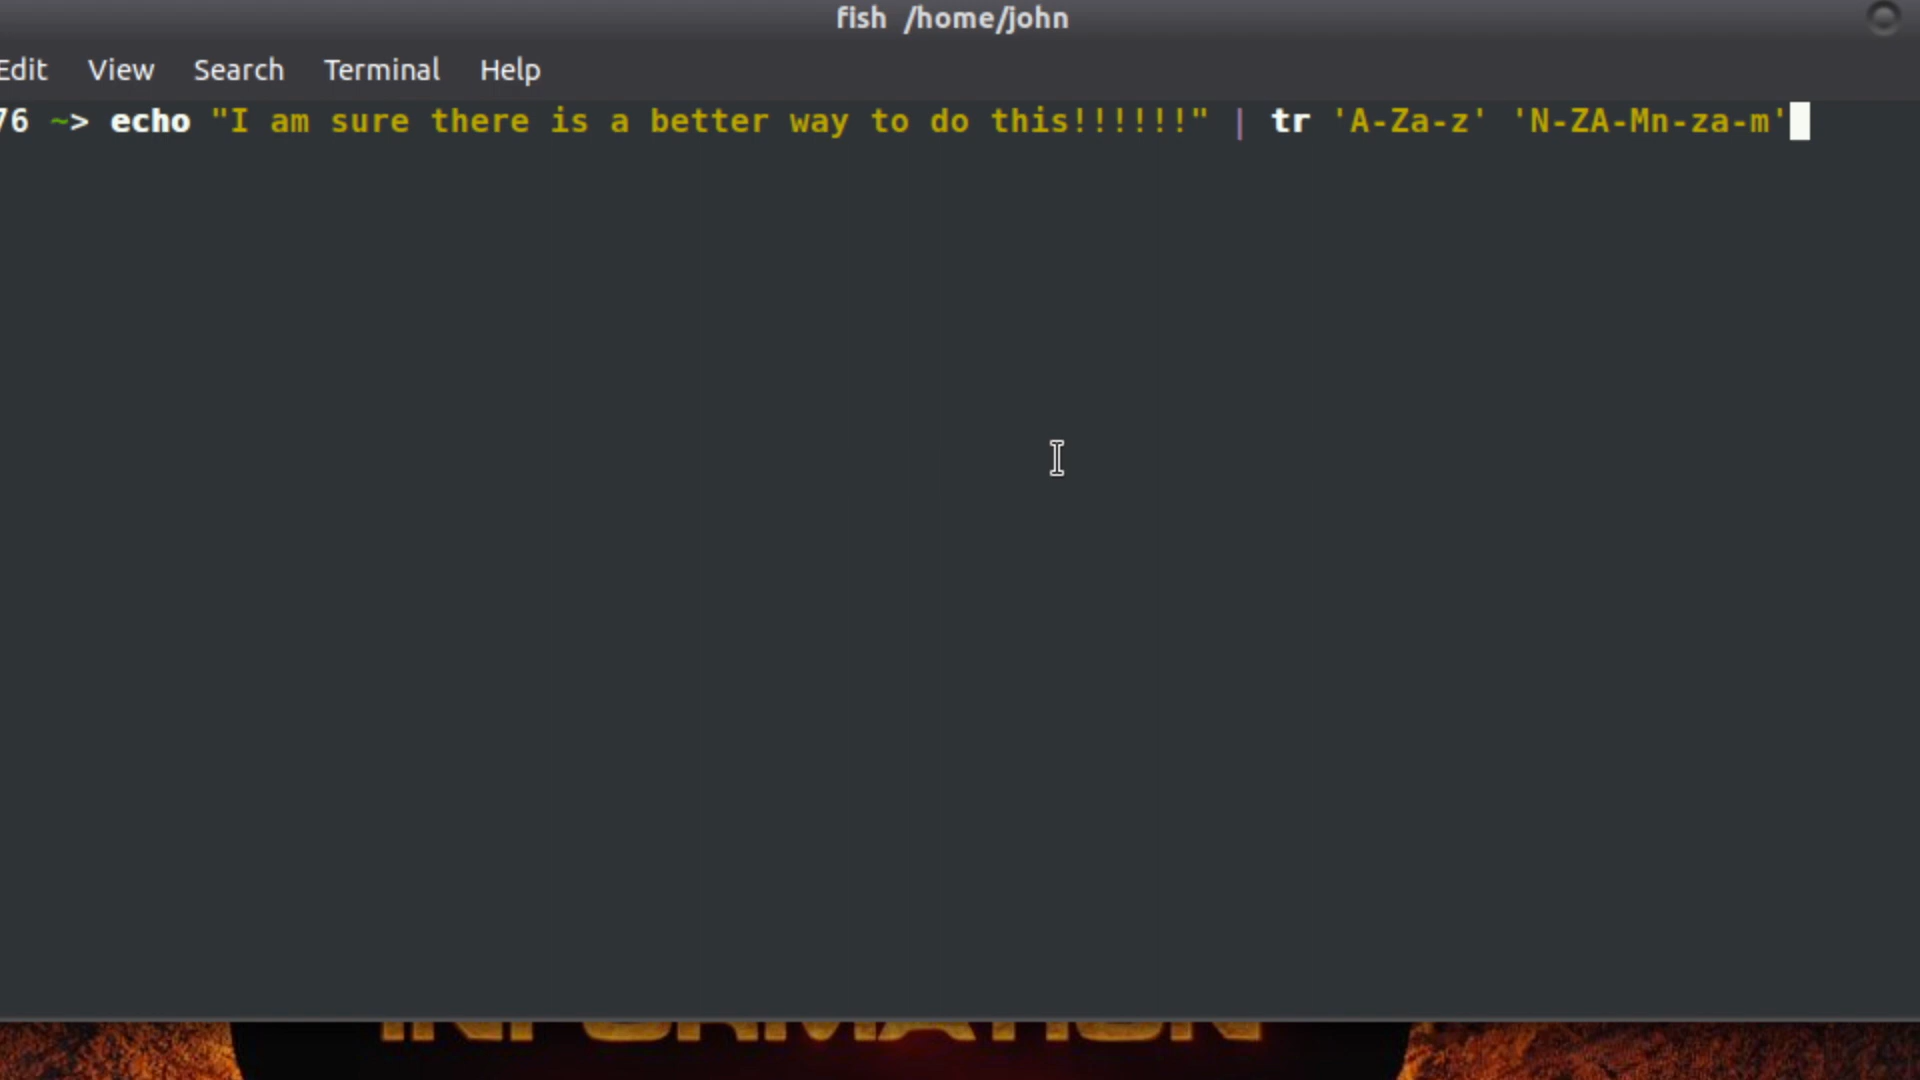 fish /home/john
Edit View Search Terminal Help
76 ~> echo "I am sure there is a better way to do this!!!!!!" | tr 'A-Za-z' 'N-ZA-Mn-za-m'
INFORMATION